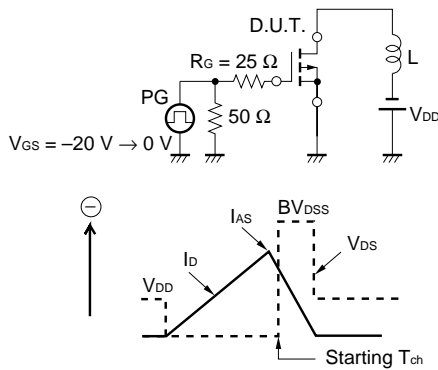 D.U.T.
RG = 25 Ω
L
PG
50 Ω
VDD
VGS = −20 V → 0 V
−
BVDSS
IAS
ID
VDS
VDD
Starting Tch